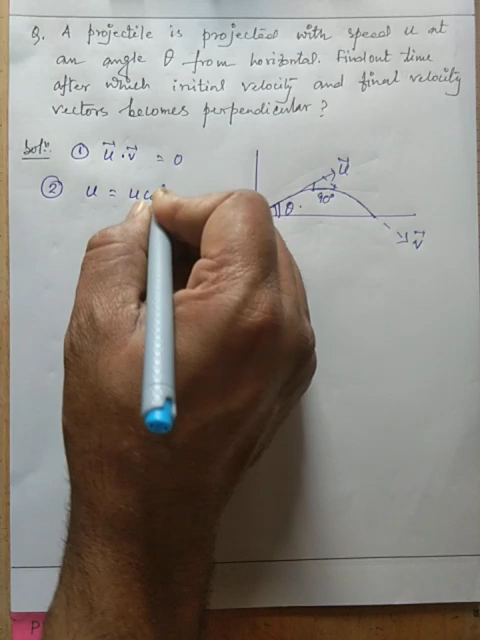 Q. A projectile is projected with speed u at
an angle θ from horizontal. Findout time
after which initial velocity and final velocity
vectors becomes perpendicular?
Solⁿ: ① u⃗·v⃗ = 0
② u = u
u⃗
90°
θ
v⃗
P